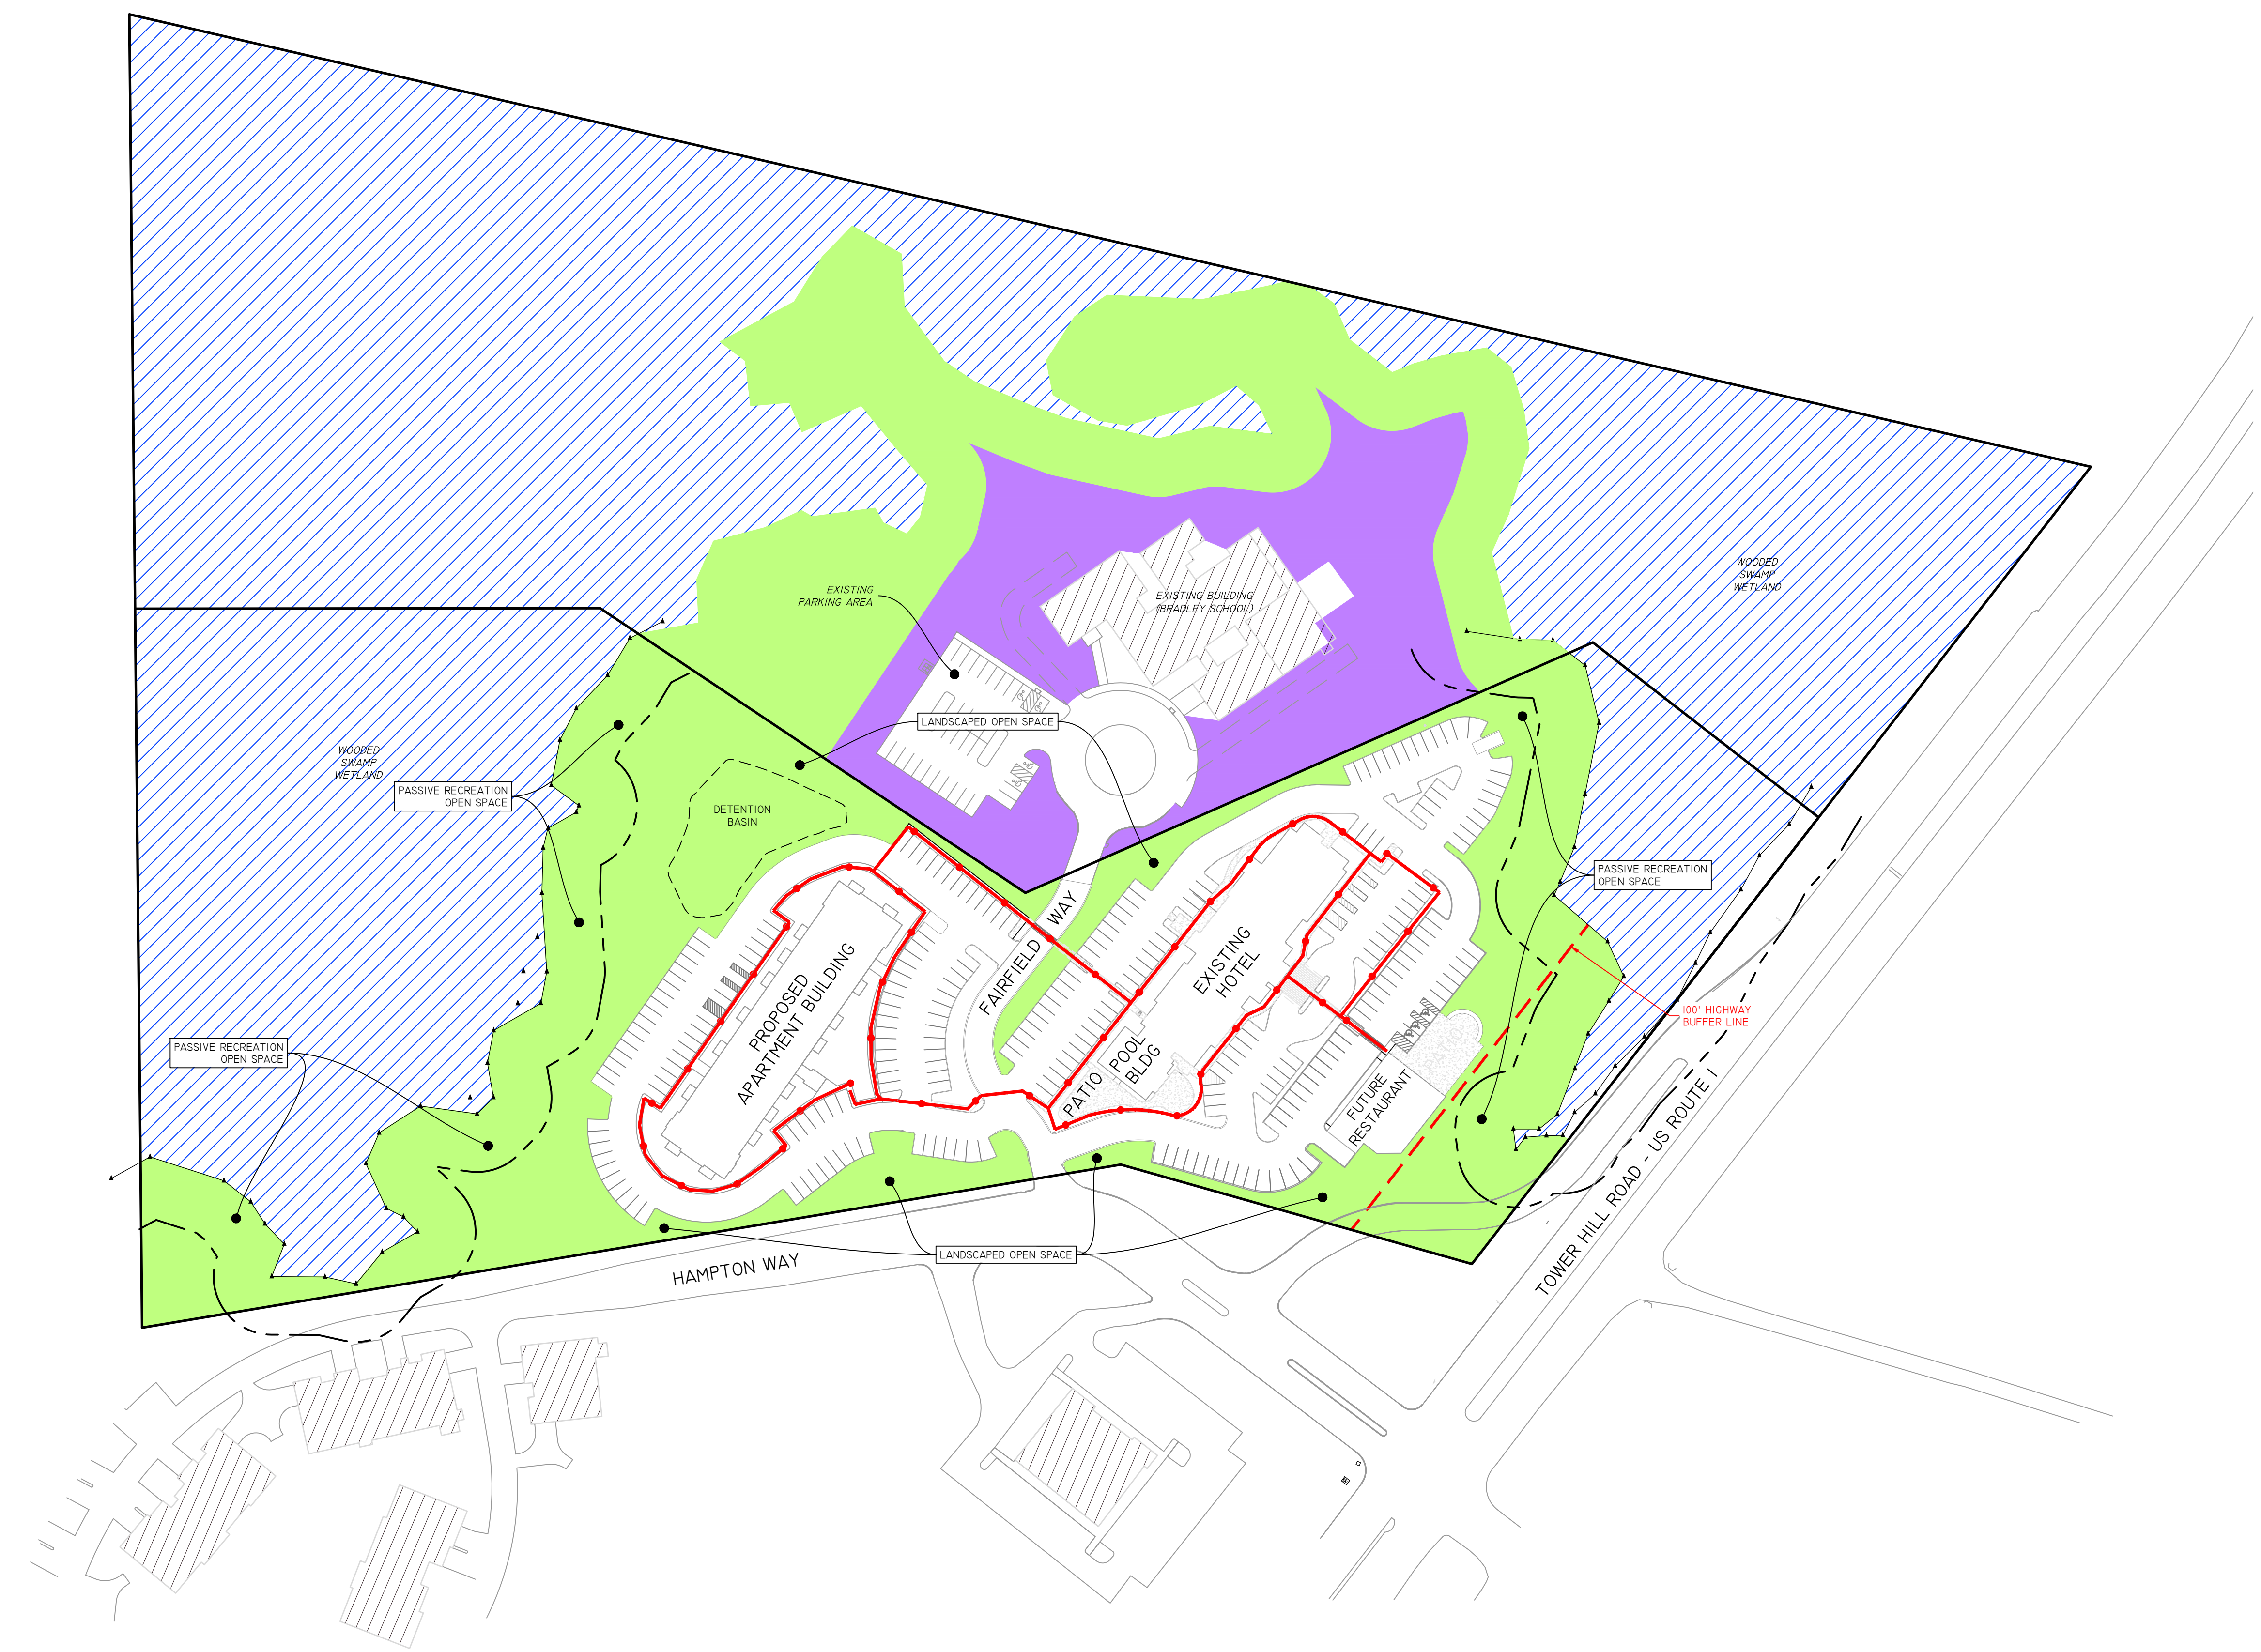 WOODED
SWAMP
WETLAND
EXISTING
PARKING AREA
EXISTING BUILDING
(BRADLEY SCHOOL)
LANDSCAPED OPEN SPACE
WOODED
SWAMP
WETLAND
PASSIVE RECREATION
OPEN SPACE
DETENTION
BASIN
PASSIVE RECREATION
OPEN SPACE
FAIRFIELD WAY
EXISTING
HOTEL
PROPOSED
APARTMENT BUILDING
100' HIGHWAY
BUFFER LINE
PASSIVE RECREATION
OPEN SPACE
PATIO
POOL
BLDG
PATIO
FUTURE
RESTAURANT
TOWER HILL ROAD - US ROUTE 1
LANDSCAPED OPEN SPACE
HAMPTON WAY